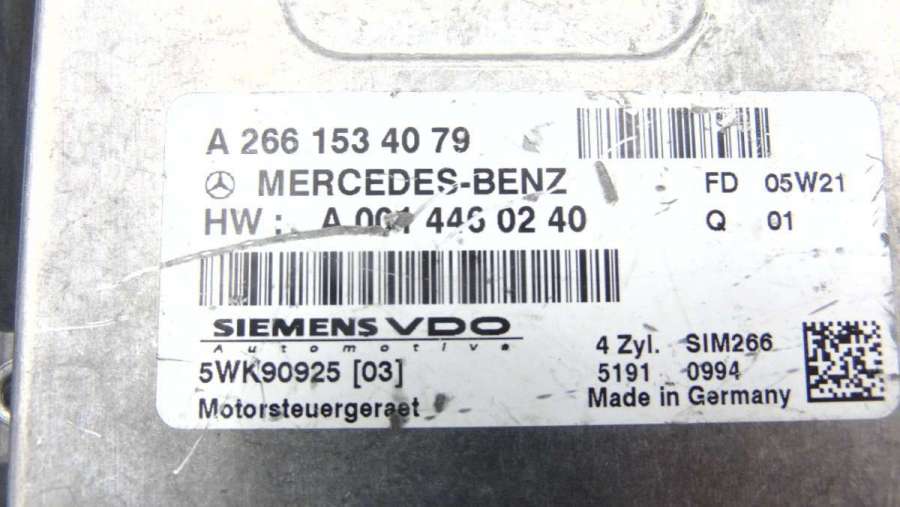 A 266 153 40 79
MERCEDES-BENZ FD 05W21
HW : A 001 446 02 40 Q 01
SIEMENS VDO
Automotive
4 Zyl. SIM266
5WK90925 [03] 5191 0994
Motorsteuergeraet Made in Germany